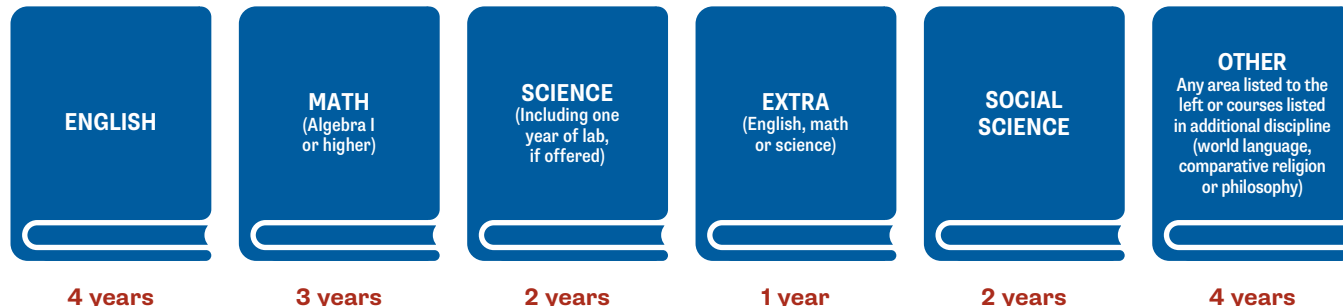 ENGLISH
4 years
MATH
(Algebra I
or higher)
3 years
SCIENCE
(Including one
year of lab,
if offered)
2 years
EXTRA
(English, math
or science)
1 year
SOCIAL
SCIENCE
2 years
OTHER
Any area listed to the
left or courses listed
in additional discipline
(world language,
comparative religion
or philosophy)
4 years